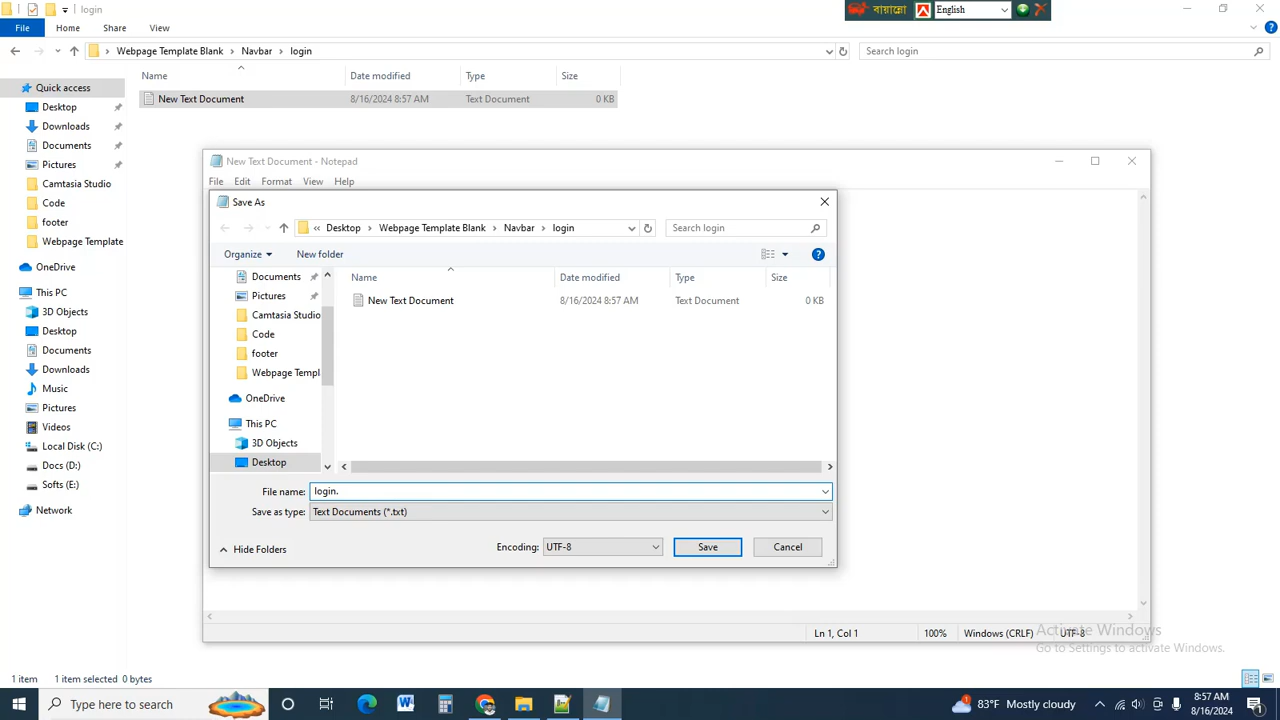 login
বায়ান্নো
English
File
Home
Share
View
Webpage Template Blank
Navbar
login
Search login
Name
Date modified
Type
Size
New Text Document
8/16/2024 8:57 AM
Text Document
0 KB
Quick access
Desktop
Downloads
Documents
Pictures
Camtasia Studio
Code
footer
Webpage Template
OneDrive
This PC
3D Objects
Desktop
Documents
Downloads
Music
Pictures
Videos
Local Disk (C:)
Docs (D:)
Softs (E:)
Network
New Text Document - Notepad
File
Edit
Format
View
Help
Save As
« Desktop
Webpage Template Blank
Navbar
login
Search login
Organize
New folder
Name
Date modified
Type
Size
New Text Document
8/16/2024 8:57 AM
Text Document
0 KB
Documents
Pictures
Camtasia Studio
Code
footer
Webpage Templ
OneDrive
This PC
3D Objects
Desktop
File name:
login.
Save as type:
Text Documents (*.txt)
Hide Folders
Encoding:
UTF-8
Save
Cancel
Ln 1, Col 1
100%
Windows (CRLF)
UTF-8
Activate Windows
Go to Settings to activate Windows.
1 item
1 item selected 0 bytes
Type here to search
83°F Mostly cloudy
8:57 AM
8/16/2024